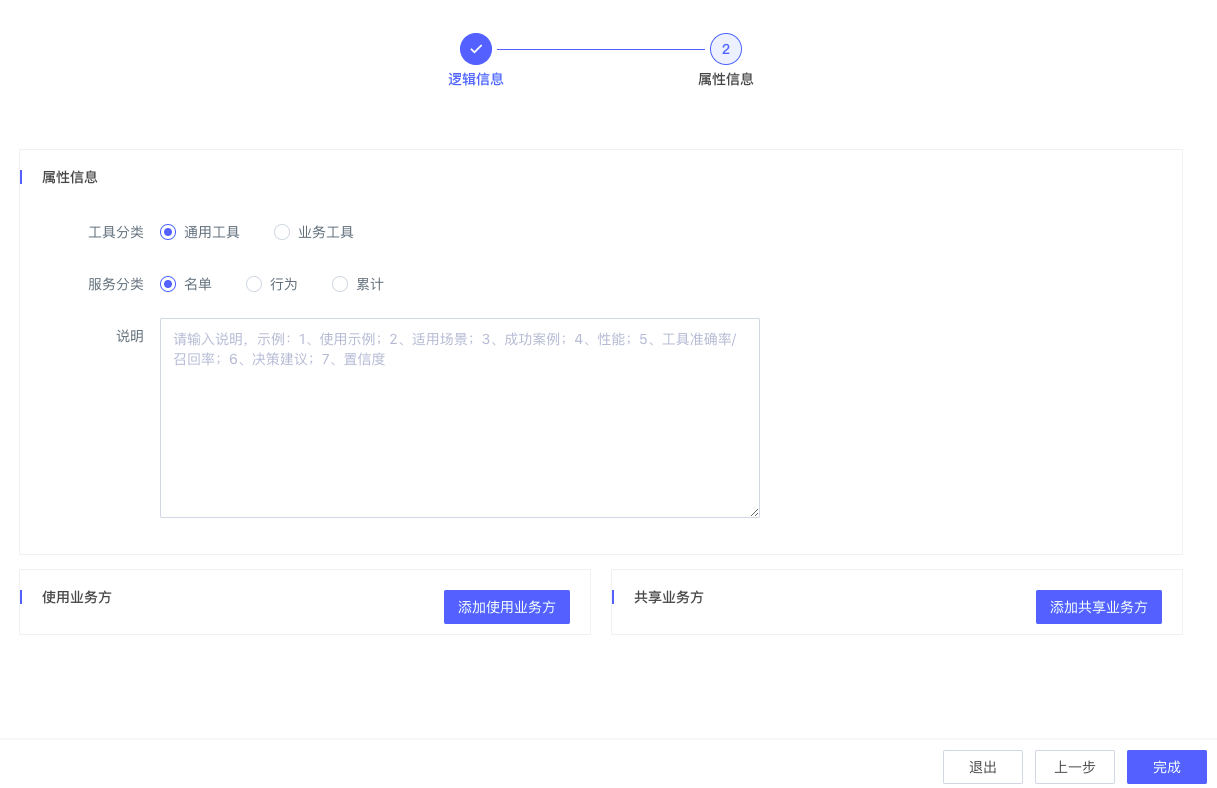 2
逻辑信息
属性信息
属性信息
工具分类 通用工具 业务工具
服务分类 名单 行为 累计
说明
请输入说明，示例：1、使用示例；2、适用场景；3、成功案例；4、性能；5、工具准确率/
召回率；6、决策建议；7、置信度
使用业务方 添加使用业务方
共享业务方 添加共享业务方
退出 上一步 完成